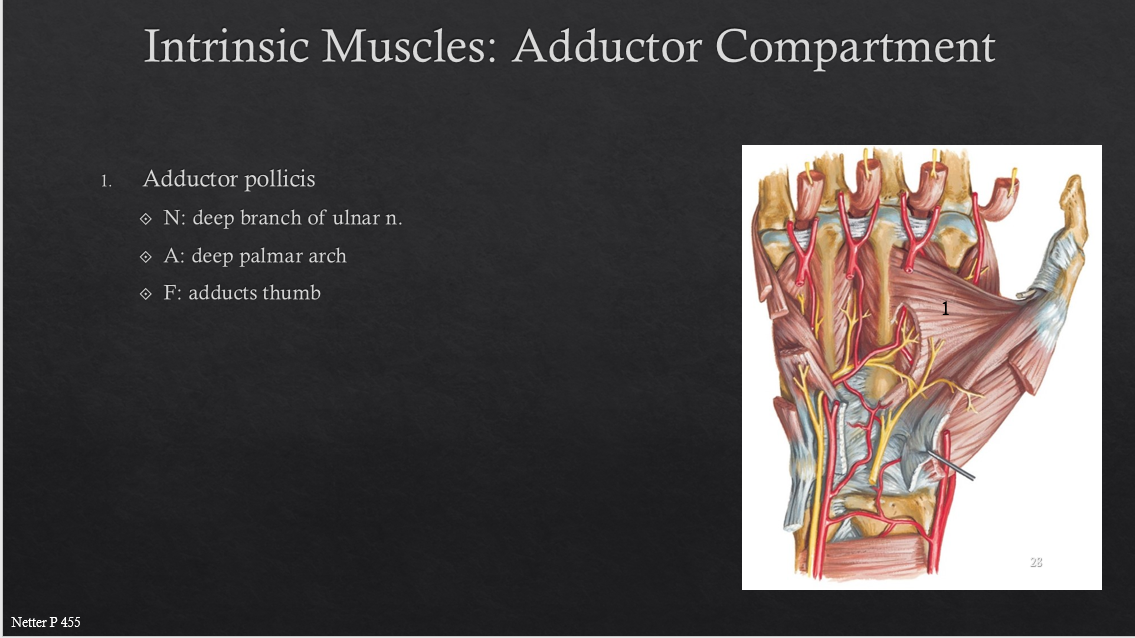 Intrinsic Muscles: Adductor Compartment
1. Adductor pollicis
N: deep branch of ulnar n.
A: deep palmar arch
F: adducts thumb
1
28
Netter P 455